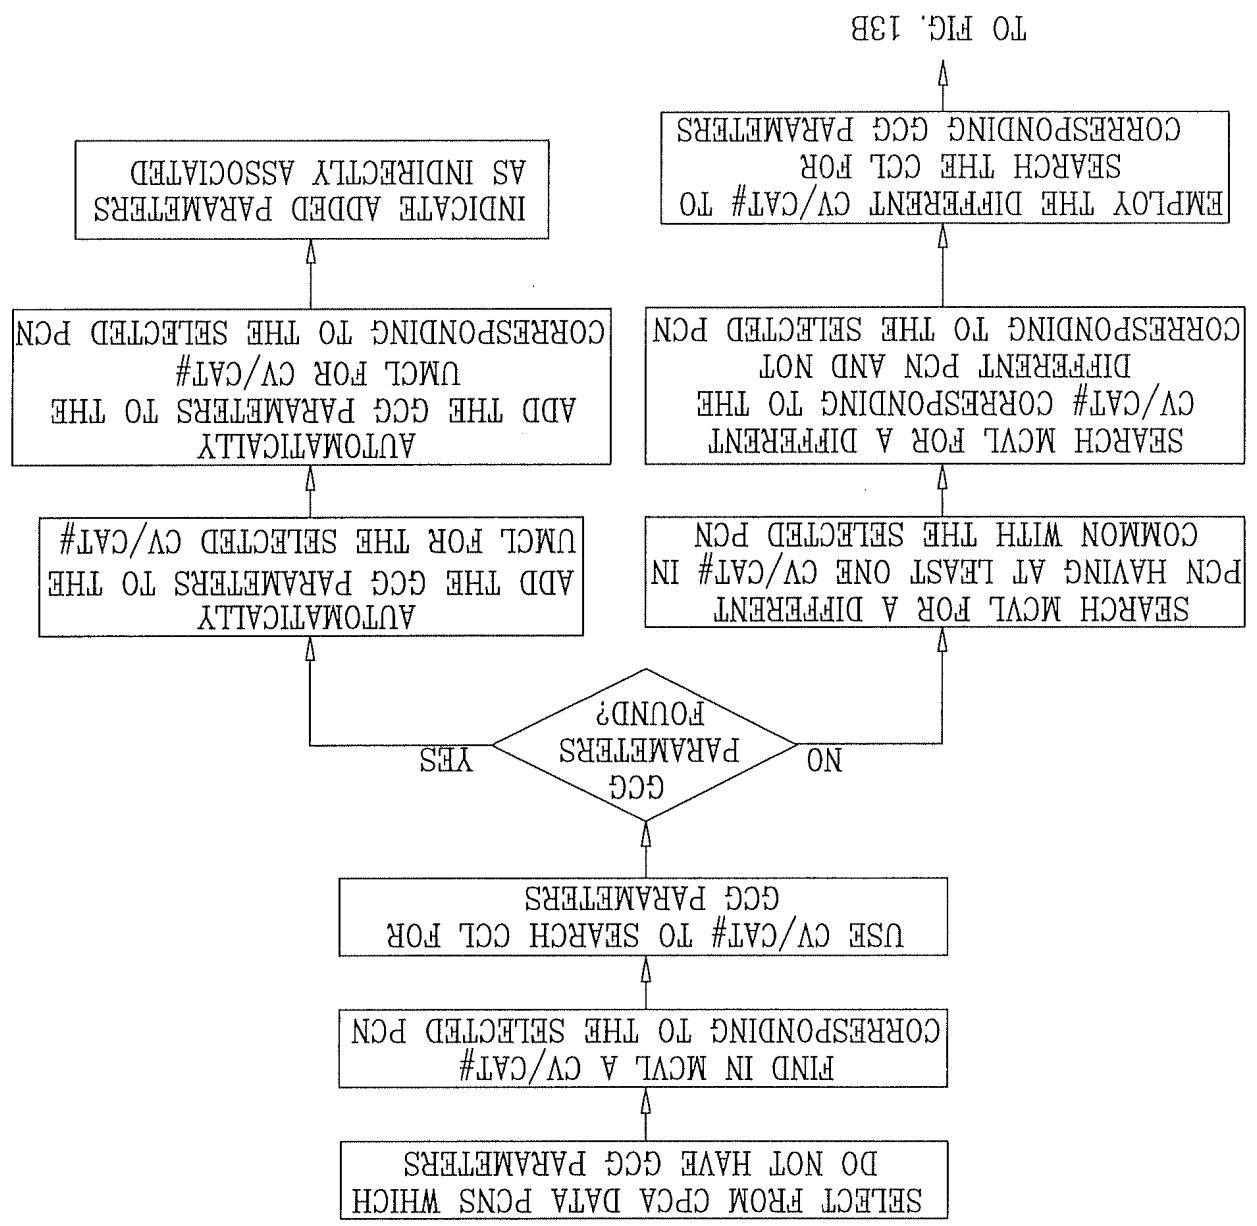 SELECT FROM CPCA DATA PCNS WHICH
DO NOT HAVE GCG PARAMETERS
FIND IN MCVL A CV/CAT#
CORRESPONDING TO THE SELECTED PCN
USE CV/CAT# TO SEARCH CCL FOR
GCG PARAMETERS
GCG
PARAMETERS
FOUND?
NO
YES
SEARCH MCVL FOR A DIFFERENT
PCN HAVING AT LEAST ONE CV/CAT# IN
COMMON WITH THE SELECTED PCN
SEARCH MCVL FOR A DIFFERENT
CV/CAT# CORRESPONDING TO THE
DIFFERENT PCN AND NOT
CORRESPONDING TO THE SELECTED PCN
EMPLOY THE DIFFERENT CV/CAT# TO
SEARCH THE CCL FOR
CORRESPONDING GCG PARAMETERS
TO FIG. 13B
AUTOMATICALLY
ADD THE GCG PARAMETERS TO THE
UMCL FOR THE SELECTED CV/CAT#
AUTOMATICALLY
ADD THE GCG PARAMETERS TO THE
UMCL FOR CV/CAT#
CORRESPONDING TO THE SELECTED PCN
INDICATE ADDED PARAMETERS
AS INDIRECTLY ASSOCIATED